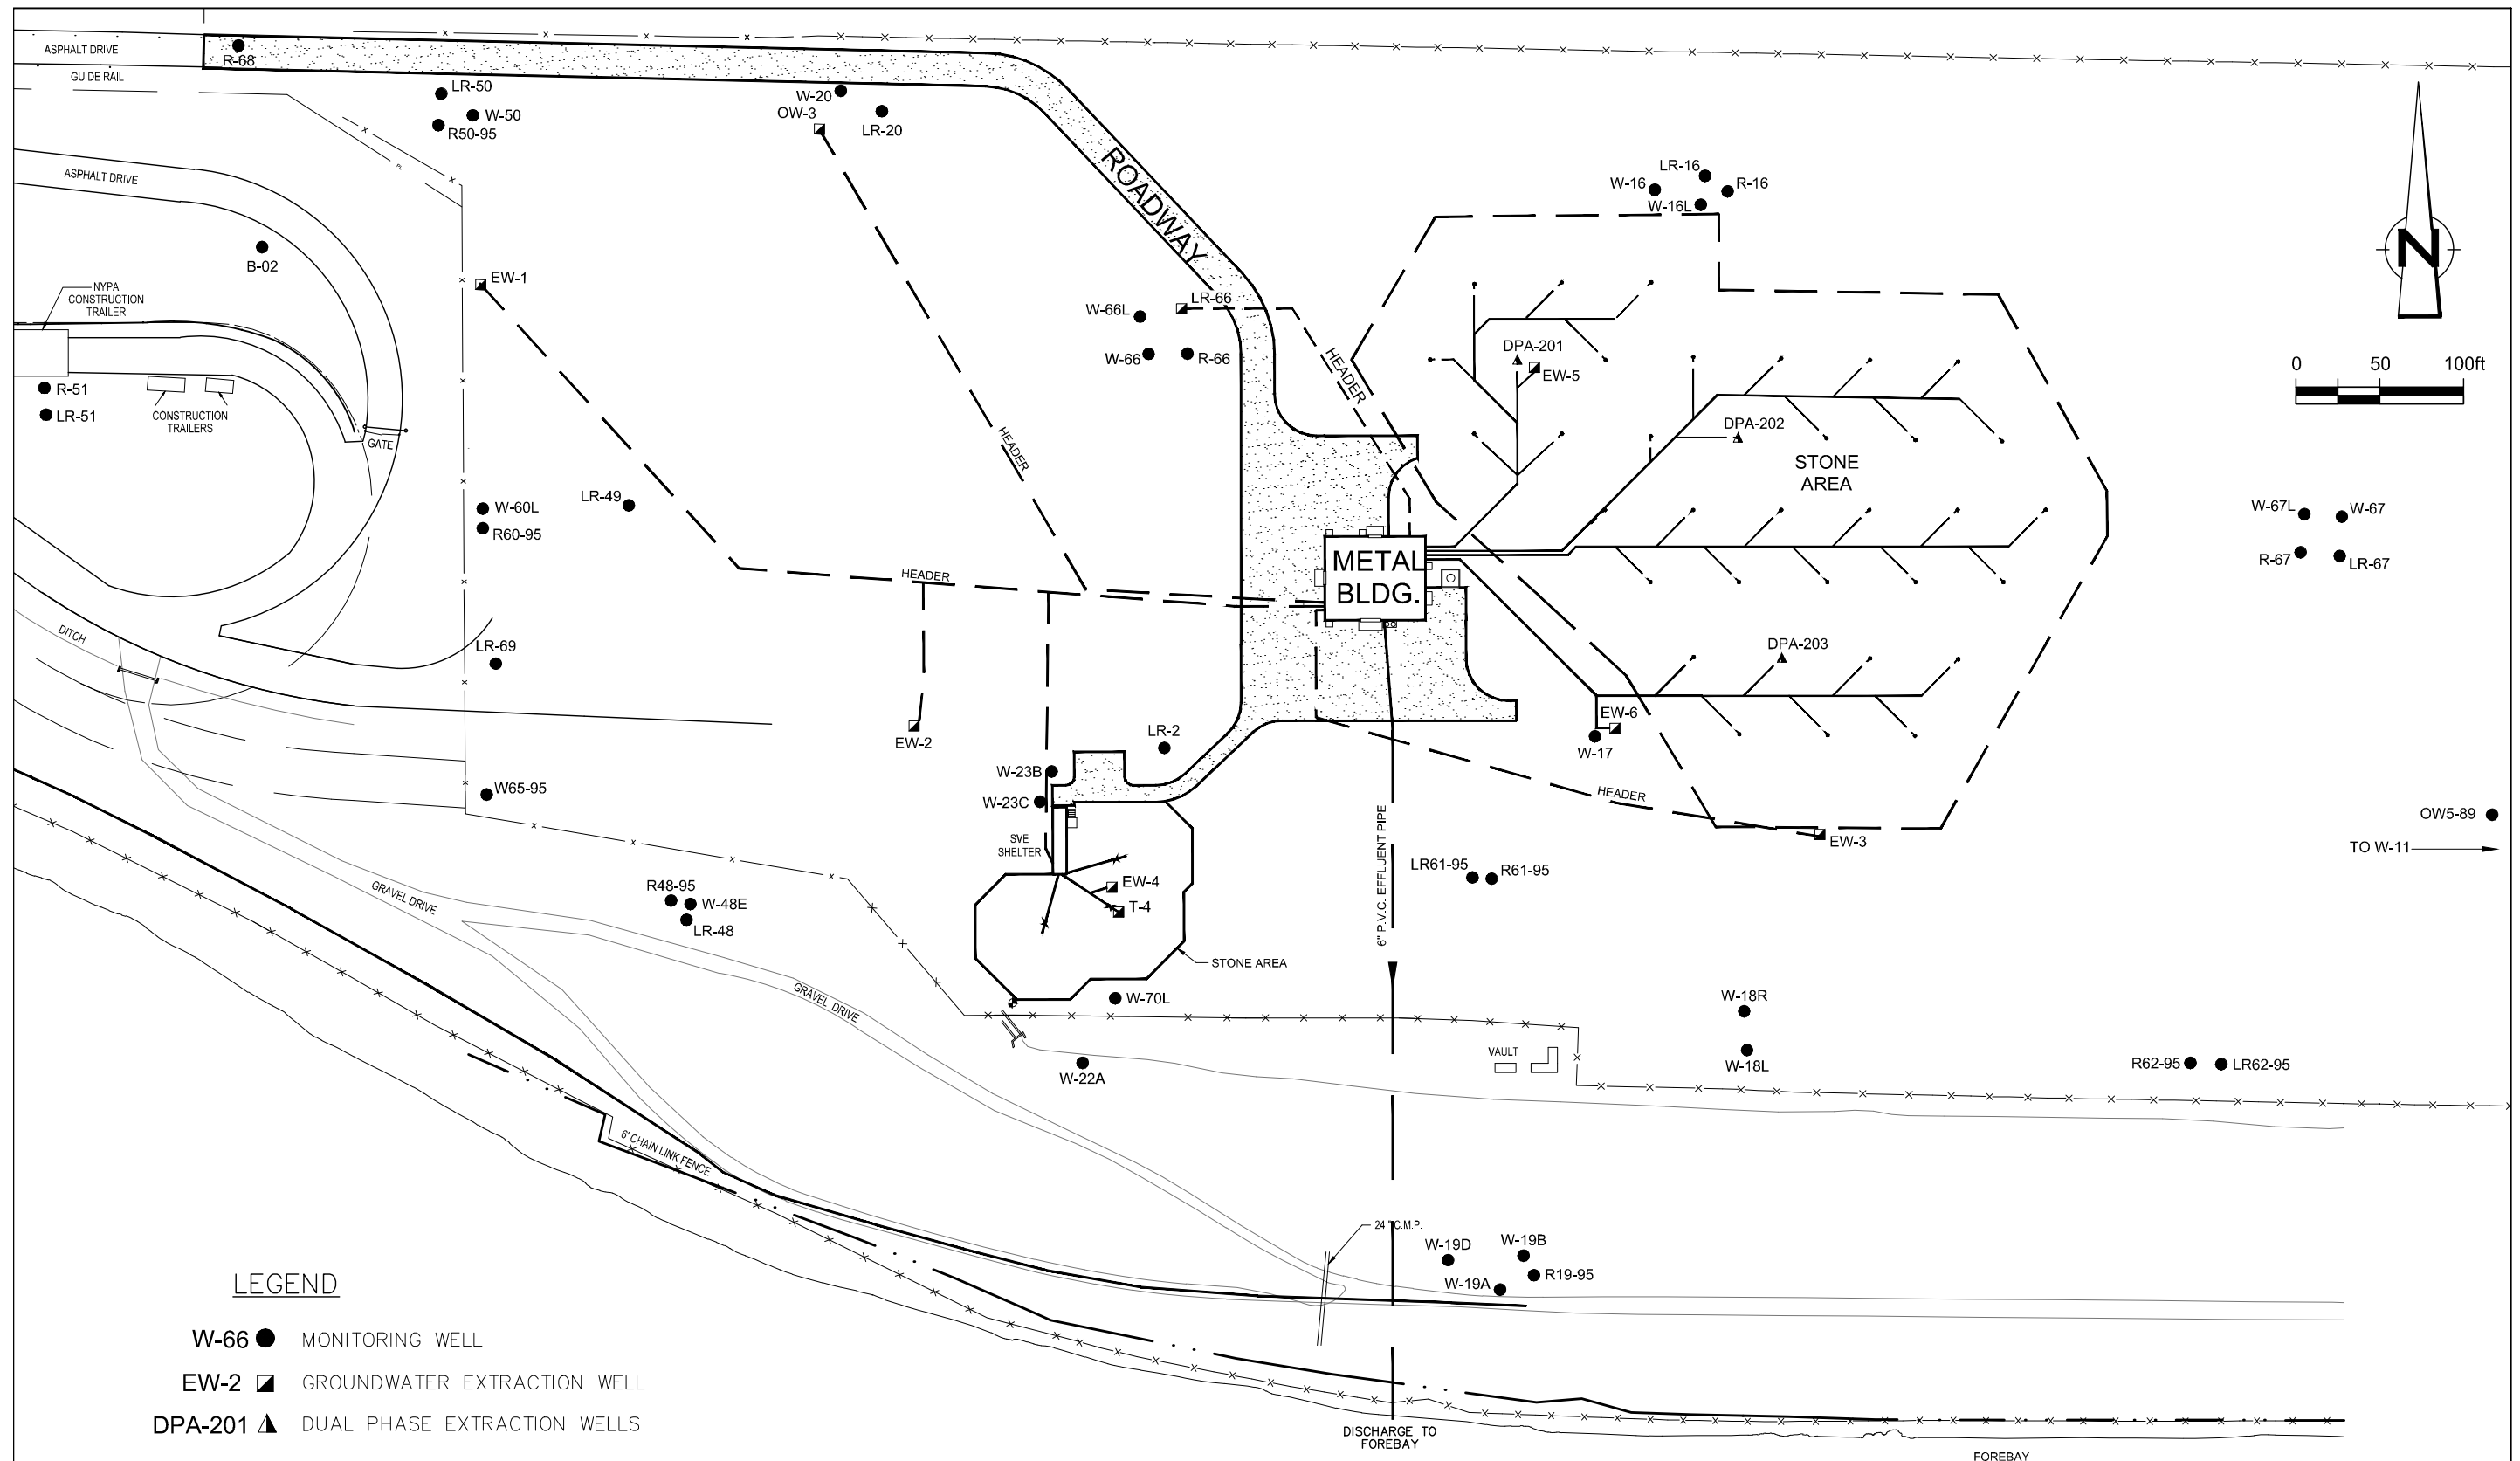 ASPHALT DRIVE
R-68
GUIDE RAIL
LR-50
W-50
R50-95
W-20
OW-3
LR-20
ROADWAY
LR-16
W-16
R-16
W-16L
N
ASPHALT DRIVE
B-02
EW-1
NYPA
CONSTRUCTION
TRAILER
LR-66
W-66L
W-66
R-66
HEADER
DPA-201
EW-5
0 50 100ft
R-51
LR-51
CONSTRUCTION
TRAILERS
GATE
HEADER
DPA-202
STONE
AREA
LR-49
W-60L
R60-95
W-67L
W-67
R-67
LR-67
METAL
BLDG.
HEADER
DITCH
LR-69
DPA-203
EW-2
LR-2
EW-6
W-17
W-23B
W65-95
W-23C
HEADER
6" P.V.C. EFFLUENT PIPE
OW5-89
TO W-11
EW-3
SVE
SHELTER
LR61-95
R61-95
EW-4
T-4
R48-95
W-48E
LR-48
GRAVEL DRIVE
STONE AREA
GRAVEL DRIVE
W-70L
W-18R
VAULT
W-18L
R62-95
LR62-95
W-22A
6' CHAIN LINK FENCE
24 "C.M.P.
W-19D
W-19B
W-19A
R19-95
LEGEND
W-66 MONITORING WELL
EW-2 GROUNDWATER EXTRACTION WELL
DPA-201 DUAL PHASE EXTRACTION WELLS
DISCHARGE TO
FOREBAY
FOREBAY